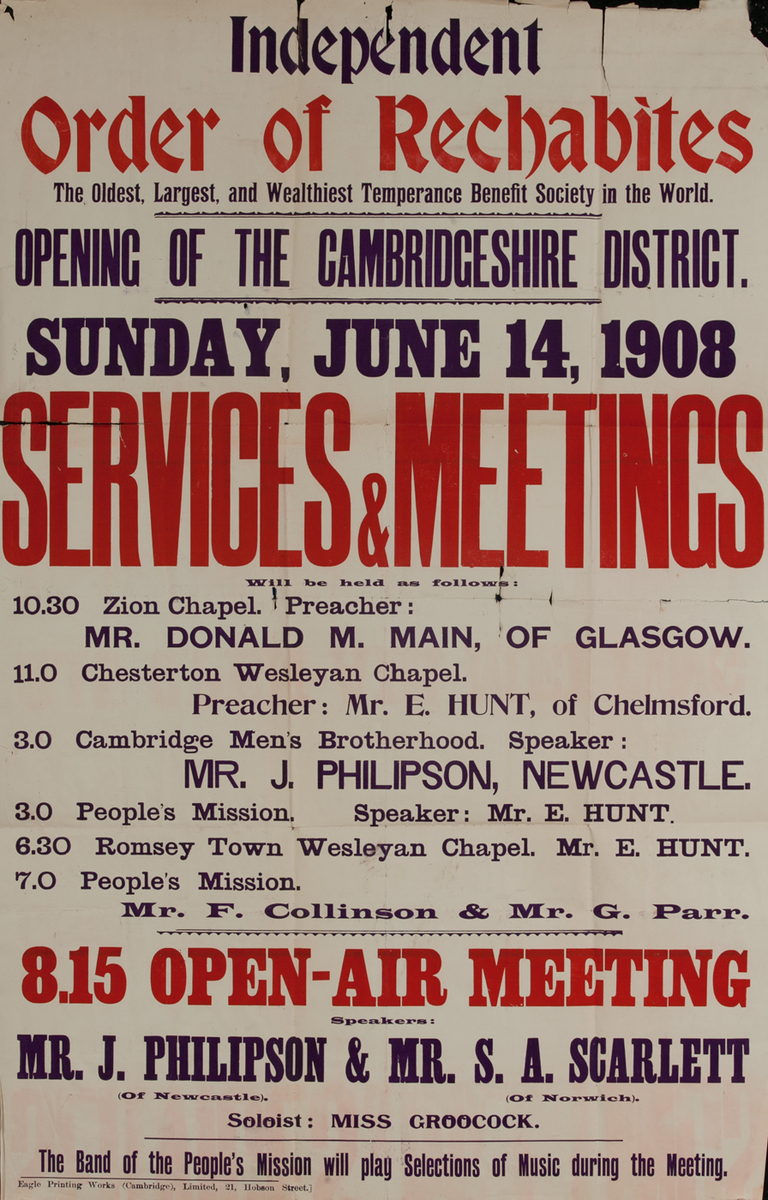 Independent
Order of Rechabites
The Oldest, Largest, and Wealthiest Temperance Benefit Society in the World.
OPENING OF THE CAMBRIDGESHIRE DISTRICT.
SUNDAY, JUNE 14, 1908
SERVICES & MEETINGS
Will be held as follows:
10.30 Zion Chapel. Preacher:
MR. DONALD M. MAIN, OF GLASGOW.
11.0 Chesterton Wesleyan Chapel.
Preacher: Mr. E. HUNT, of Chelmsford.
3.0 Cambridge Men's Brotherhood. Speaker:
MR. J. PHILIPSON, NEWCASTLE.
3.0 People's Mission. Speaker: Mr. E. HUNT.
6.30 Romsey Town Wesleyan Chapel. Mr. E. HUNT.
7.0 People's Mission.
Mr. F. Collinson & Mr. G. Parr.
8.15 OPEN-AIR MEETING
Speakers:
MR. J. PHILIPSON & MR. S. A. SCARLETT
(Of Newcastle). (Of Norwich).
Soloist: MISS GROOCOCK.
The Band of the People's Mission will play Selections of Music during the Meeting.
Eagle Printing Works (Cambridge), Limited, 21, Hobson Street.]